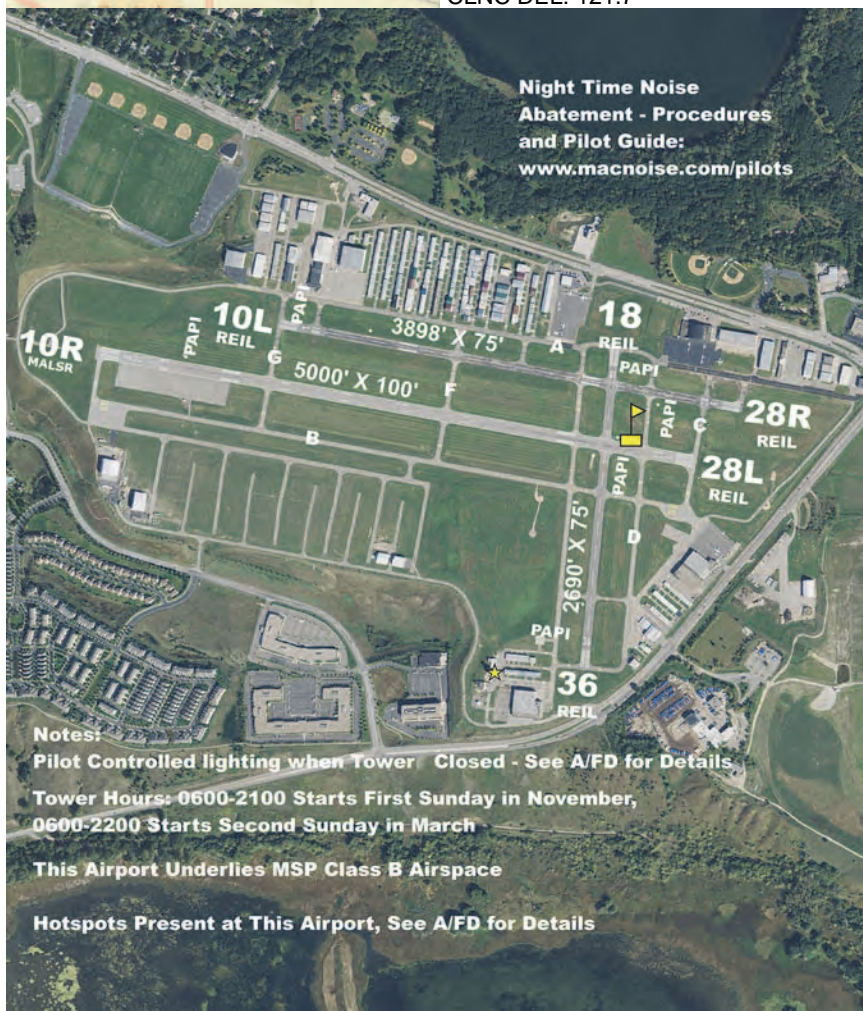 CLNC DEL: 121.7
Night Time Noise
Abatement - Procedures
and Pilot Guide:
www.macnoise.com/pilots
10L
REIL
PAPI
18
REIL
3898' X 75'
A
10R
MALSR
PAPI
G
PAPI
5000' X 100'
F
28R
REIL
PAPI
C
B
PAPI
28L
REIL
D
2690' X 75'
PAPI
36
REIL
Notes:
Pilot Controlled lighting when Tower Closed - See A/FD for Details
Tower Hours: 0600-2100 Starts First Sunday in November,
0600-2200 Starts Second Sunday in March
This Airport Underlies MSP Class B Airspace
Hotspots Present at This Airport, See A/FD for Details